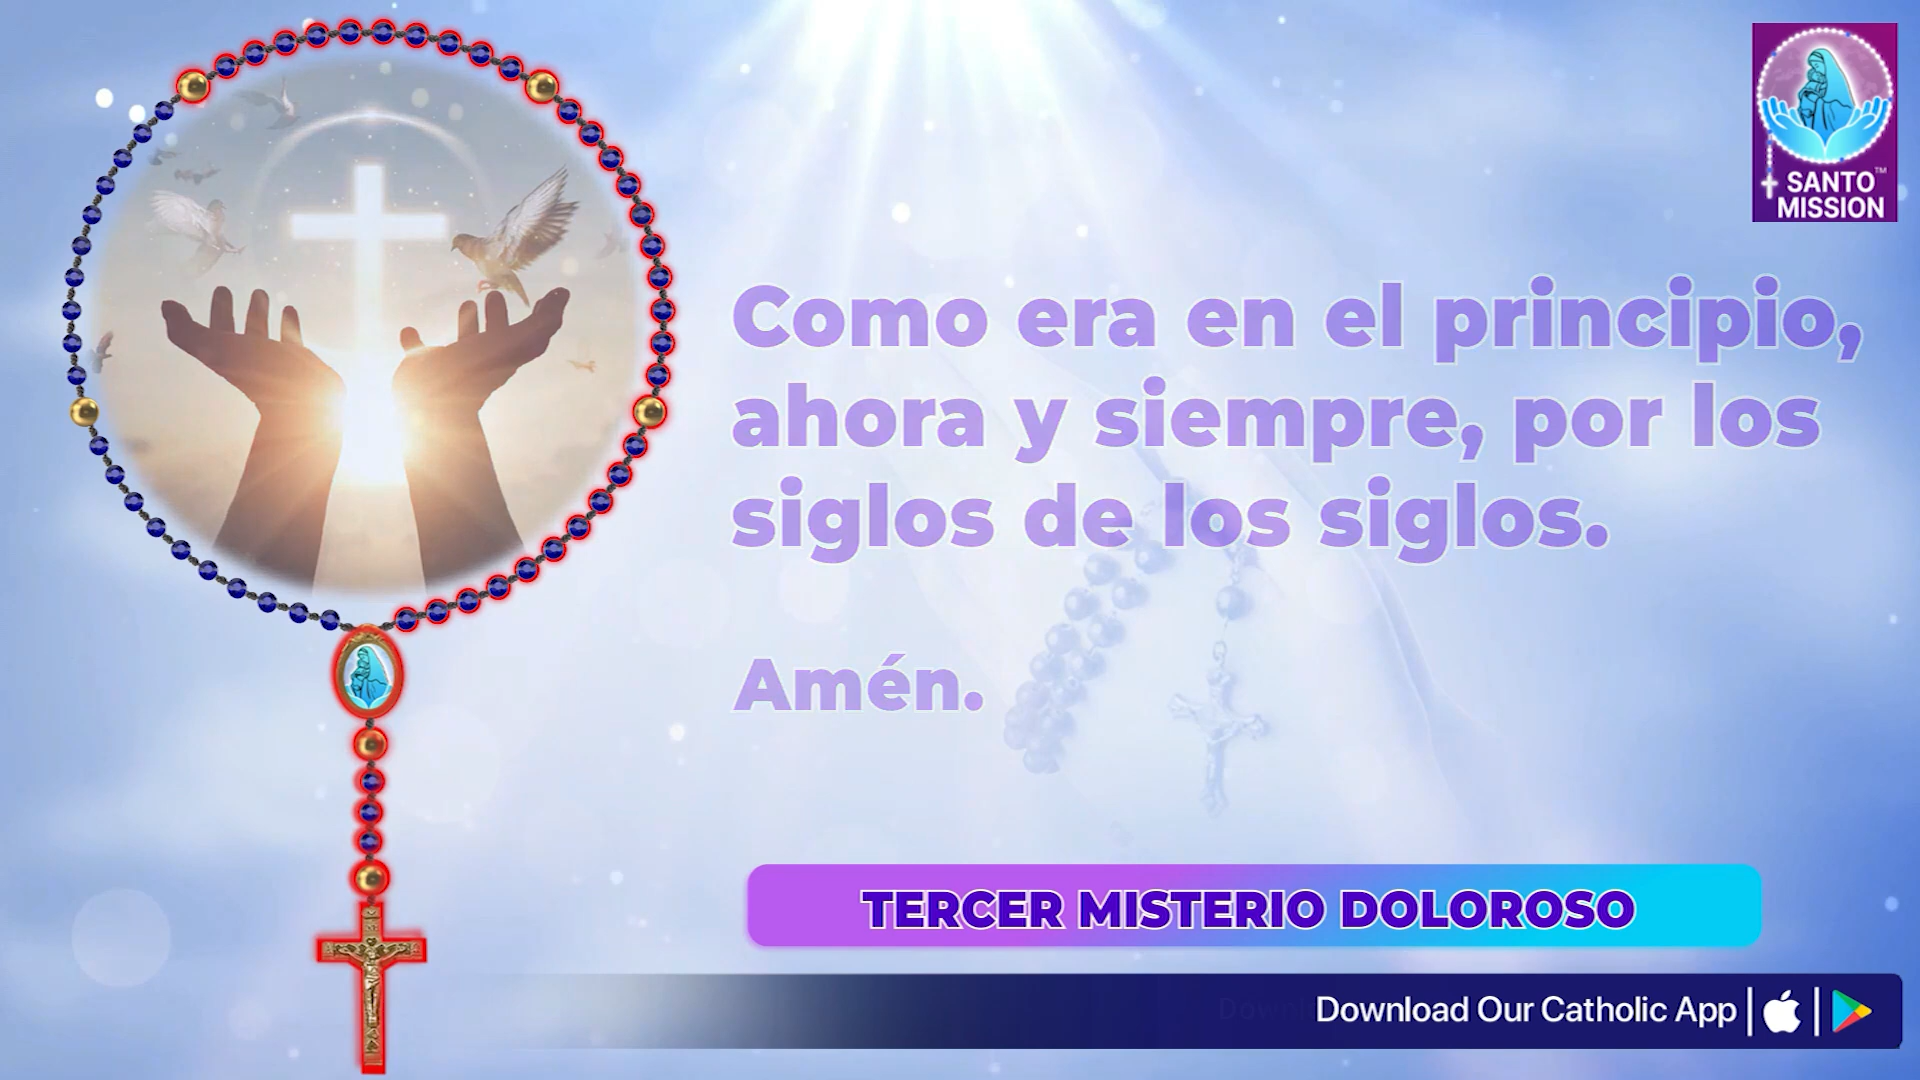 SANTO™
MISSION
Como era en el principio,
ahora y siempre, por los
siglos de los siglos.
Amén.
TERCER MISTERIO DOLOROSO
Download Our Catholic App